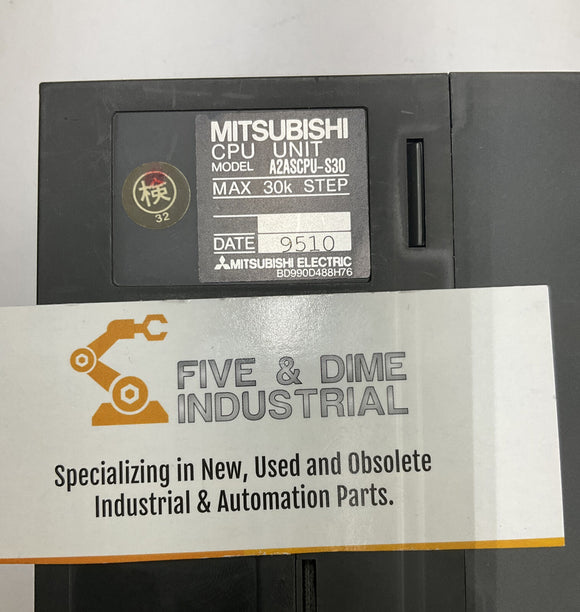 MITSUBISHI
CPU UNIT
MODEL A2ASCPU-S30
MAX 30k STEP
検
32
DATE 9510
MITSUBISHI ELECTRIC
BD990D488H76
FIVE & DIME
INDUSTRIAL
Specializing in New, Used and Obsolete
Industrial & Automation Parts.